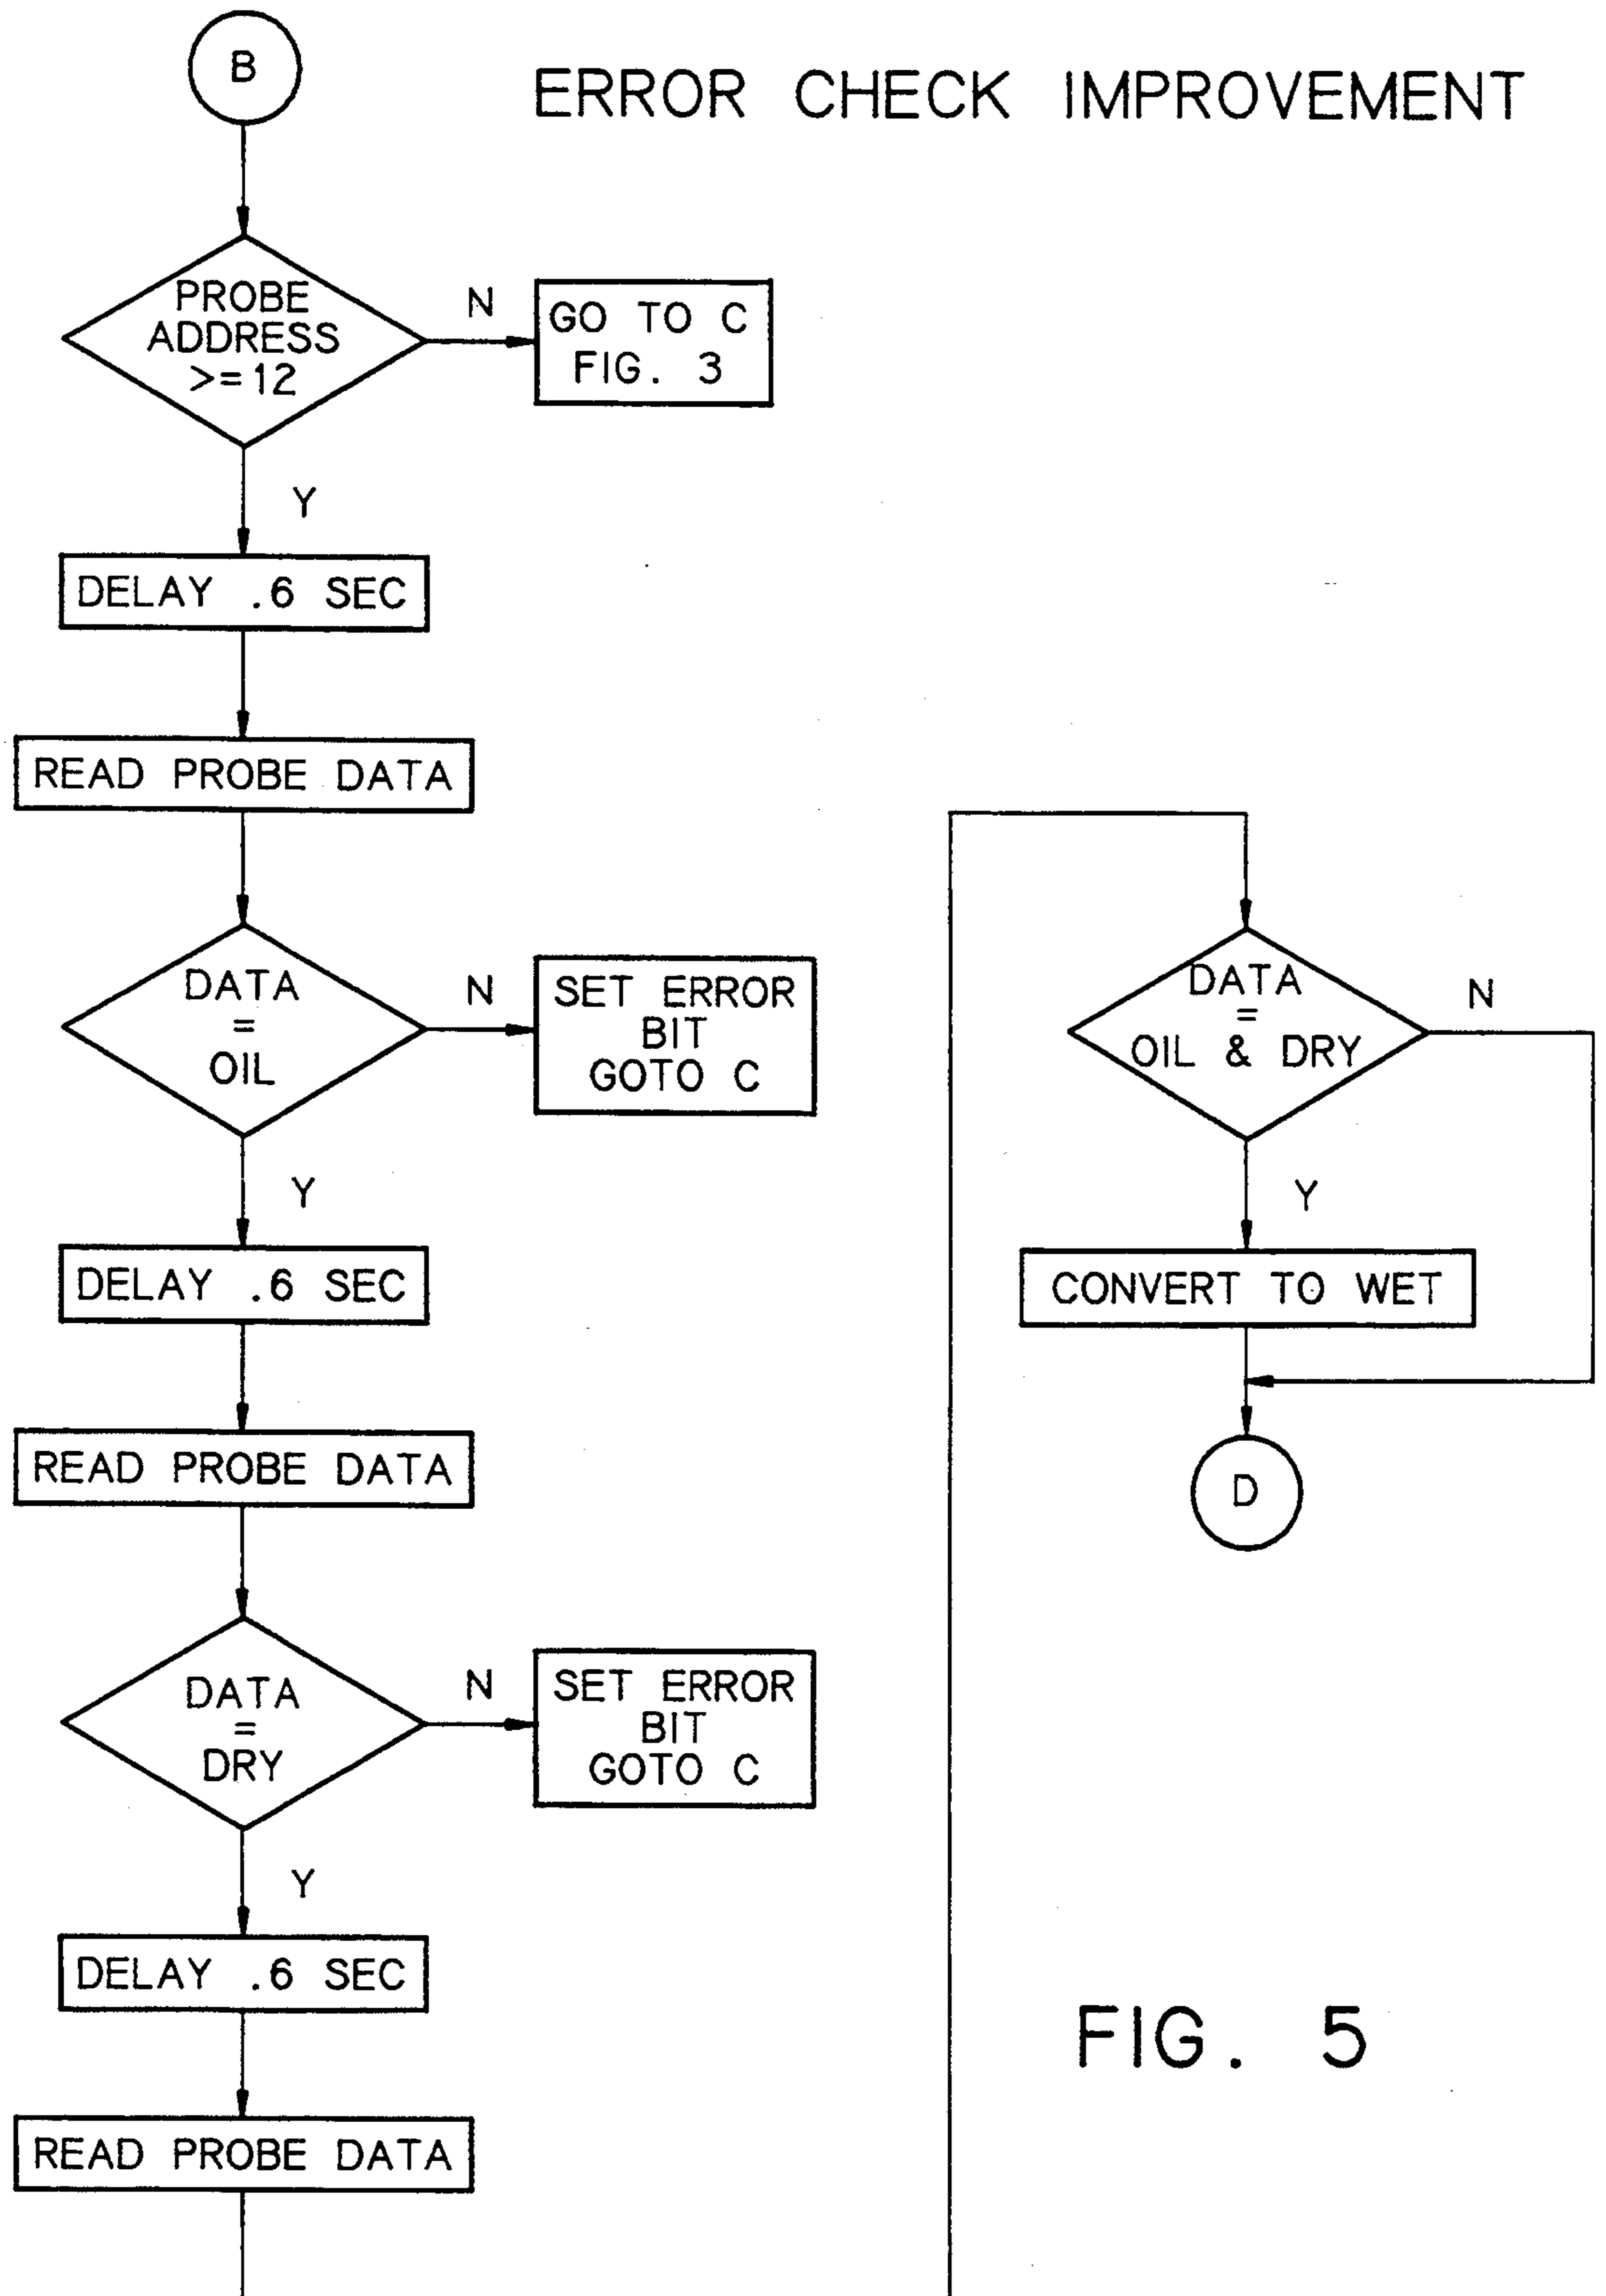 B
ERROR CHECK IMPROVEMENT
PROBE
ADDRESS
>=12
N
GO TO C
FIG. 3
Y
DELAY .6 SEC
READ PROBE DATA
DATA
=
OIL
N
SET ERROR
BIT
GOTO C
Y
DELAY .6 SEC
READ PROBE DATA
DATA
=
DRY
N
SET ERROR
BIT
GOTO C
Y
DELAY .6 SEC
READ PROBE DATA
DATA
=
OIL & DRY
N
Y
CONVERT TO WET
D
FIG. 5